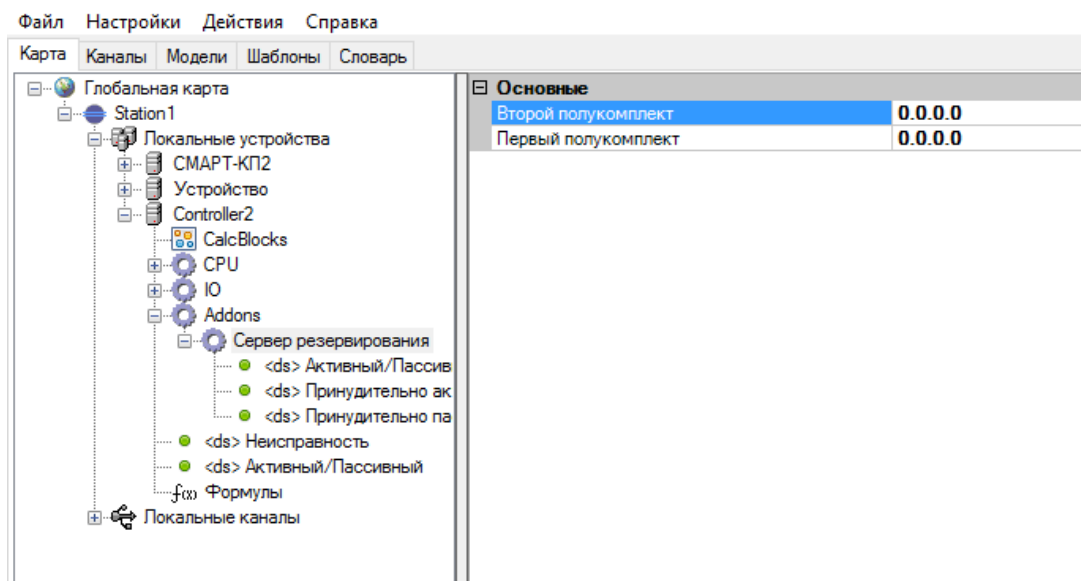 Файл Настройки Действия Справка
Карта Каналы Модели Шаблоны Словарь
Глобальная карта
Station1
Локальные устройства
СМАРТ-КП2
Устройство
Controller2
CalcBlocks
CPU
IO
Addons
Сервер резервирования
<ds> Активный/Пассив
<ds> Принудительно ак
<ds> Принудительно па
<ds> Неисправность
<ds> Активный/Пассивный
f(x) Формулы
Локальные каналы
Основные
Второй полукомплект 0.0.0.0
Первый полукомплект 0.0.0.0